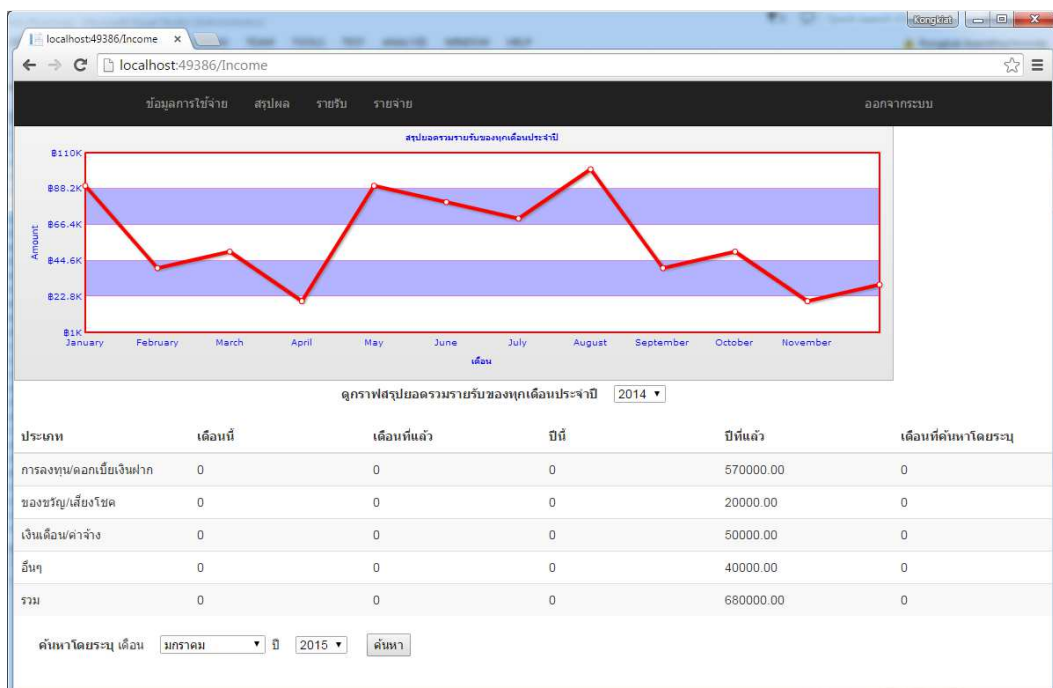 Kongkiat
localhost:49386/Income
localhost:49386/Income
ข้อมูลการใช้จ่าย สรุปผล รายรับ รายจ่าย ออกจากระบบ
สรุปยอดรวมรายรับของทุกเดือนประจำปี
฿110K
฿88.2K
฿66.4K
฿44.6K
฿22.8K
฿1K
Amount
January February March April May June July August September October November
เดือน
ดูกราฟสรุปยอดรวมรายรับของทุกเดือนประจำปี 2014
ประเภท เดือนนี้ เดือนที่แล้ว ปีนี้ ปีที่แล้ว เดือนที่ค้นหาโดยระบุ
การลงทุน/ดอกเบี้ยเงินฝาก 0 0 0 570000.00 0
ของขวัญ/เสี่ยงโชค 0 0 0 20000.00 0
เงินเดือน/ค่าจ้าง 0 0 0 50000.00 0
อื่นๆ 0 0 0 40000.00 0
รวม 0 0 0 680000.00 0
ค้นหาโดยระบุ เดือน มกราคม ปี 2015 ค้นหา